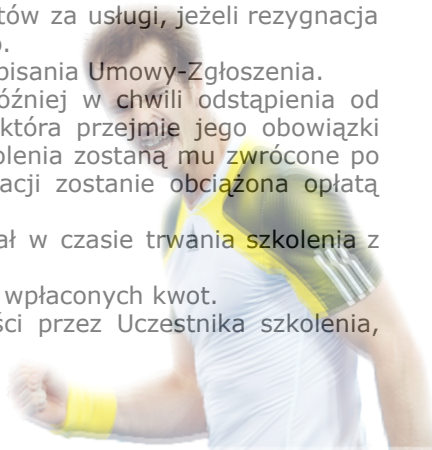 tów za usługi, jeżeli rezygnacja
o.
pisania Umowy-Zgłoszenia.
óźniej w chwili odstąpienia od
która przejmie jego obowiązki
olenia zostaną mu zwrócone po
acji zostanie obciążona opłatą
ał w czasie trwania szkolenia z
wpłaconych kwot.
ści przez Uczestnika szkolenia,